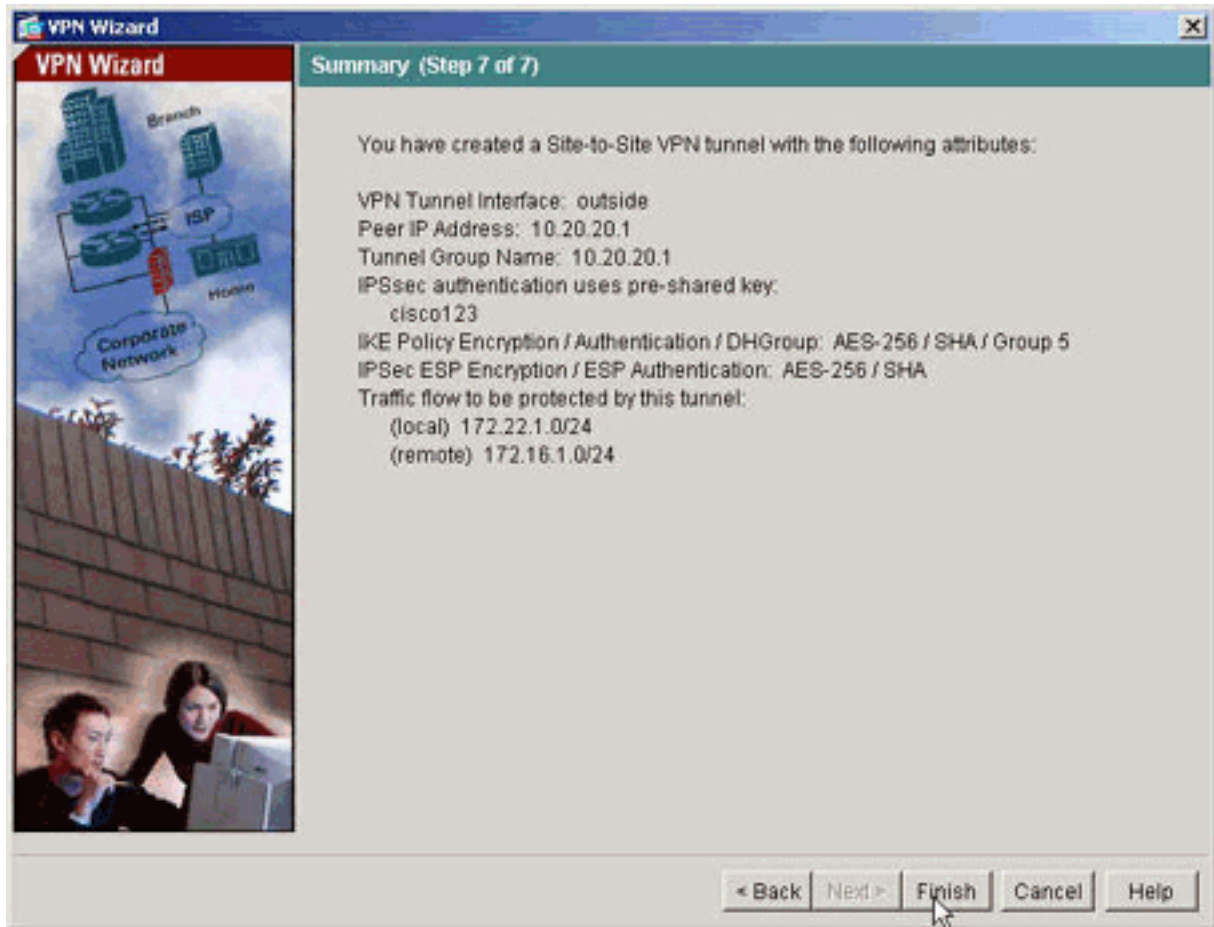 VPN Wizard
VPN Wizard
Summary (Step 7 of 7)
Branch
ISP
Home
Corporate
Network
You have created a Site-to-Site VPN tunnel with the following attributes:
VPN Tunnel Interface: outside
Peer IP Address: 10.20.20.1
Tunnel Group Name: 10.20.20.1
IPSsec authentication uses pre-shared key:
cisco123
IKE Policy Encryption / Authentication / DHGroup: AES-256 / SHA / Group 5
IPSec ESP Encryption / ESP Authentication: AES-256 / SHA
Traffic flow to be protected by this tunnel:
(local) 172.22.1.0/24
(remote) 172.16.1.0/24
< Back Next > Finish Cancel Help